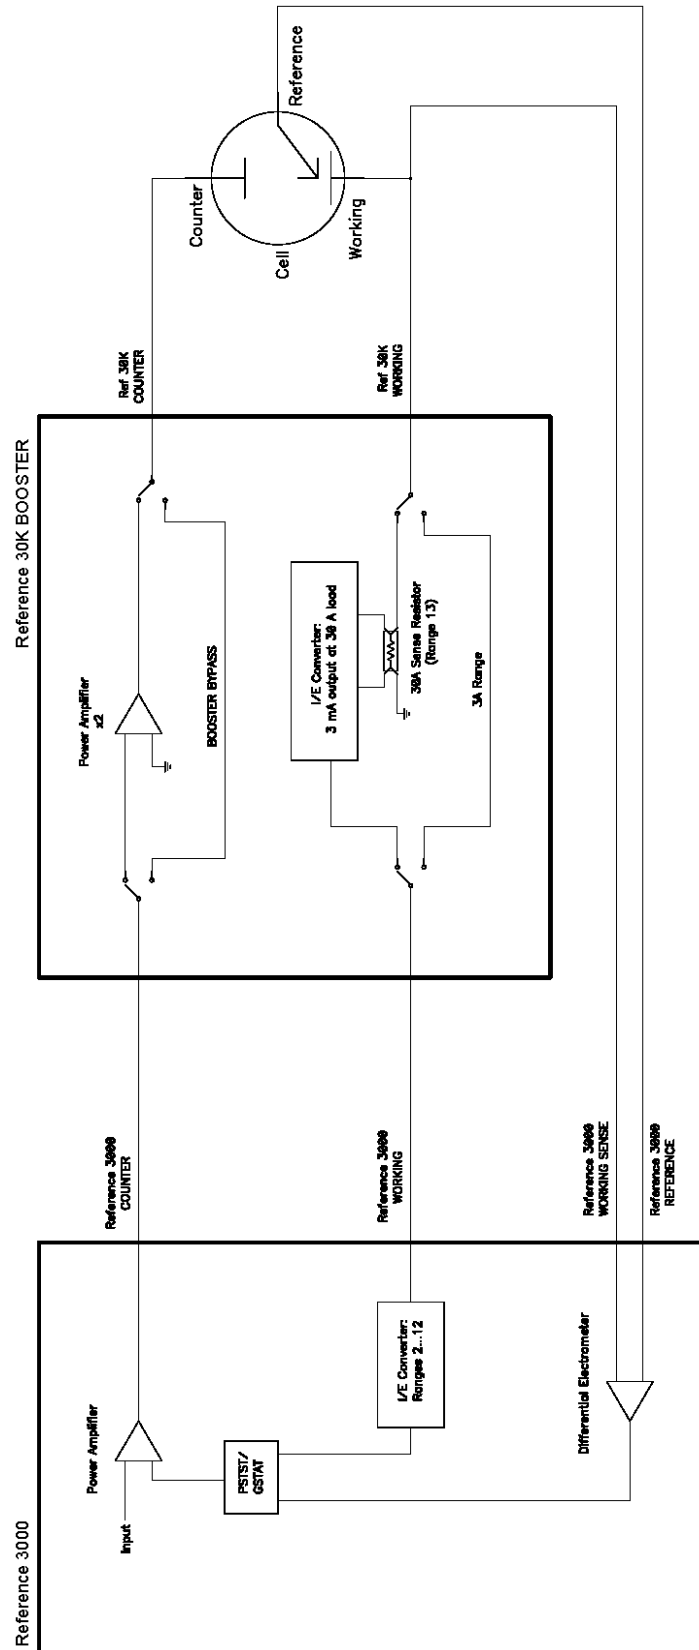 Reference 3000
Input
Power Amplifier
PSTST/
GSTAT
I/E Converter:
Ranges 2...12
Differential Electrometer
Reference 3000
COUNTER
Reference 3000
WORKING
Reference 3000
WORKING SENSE
Reference 3000
REFERENCE
Reference 30K BOOSTER
Power Amplifier
x2
BOOSTER BYPASS
I/E Converter:
3 mA output at 30 A load
30A Sense Resistor
(Range 13)
3A Range
Ref 30K
COUNTER
Ref 30K
WORKING
Counter
Cell
Working
Reference